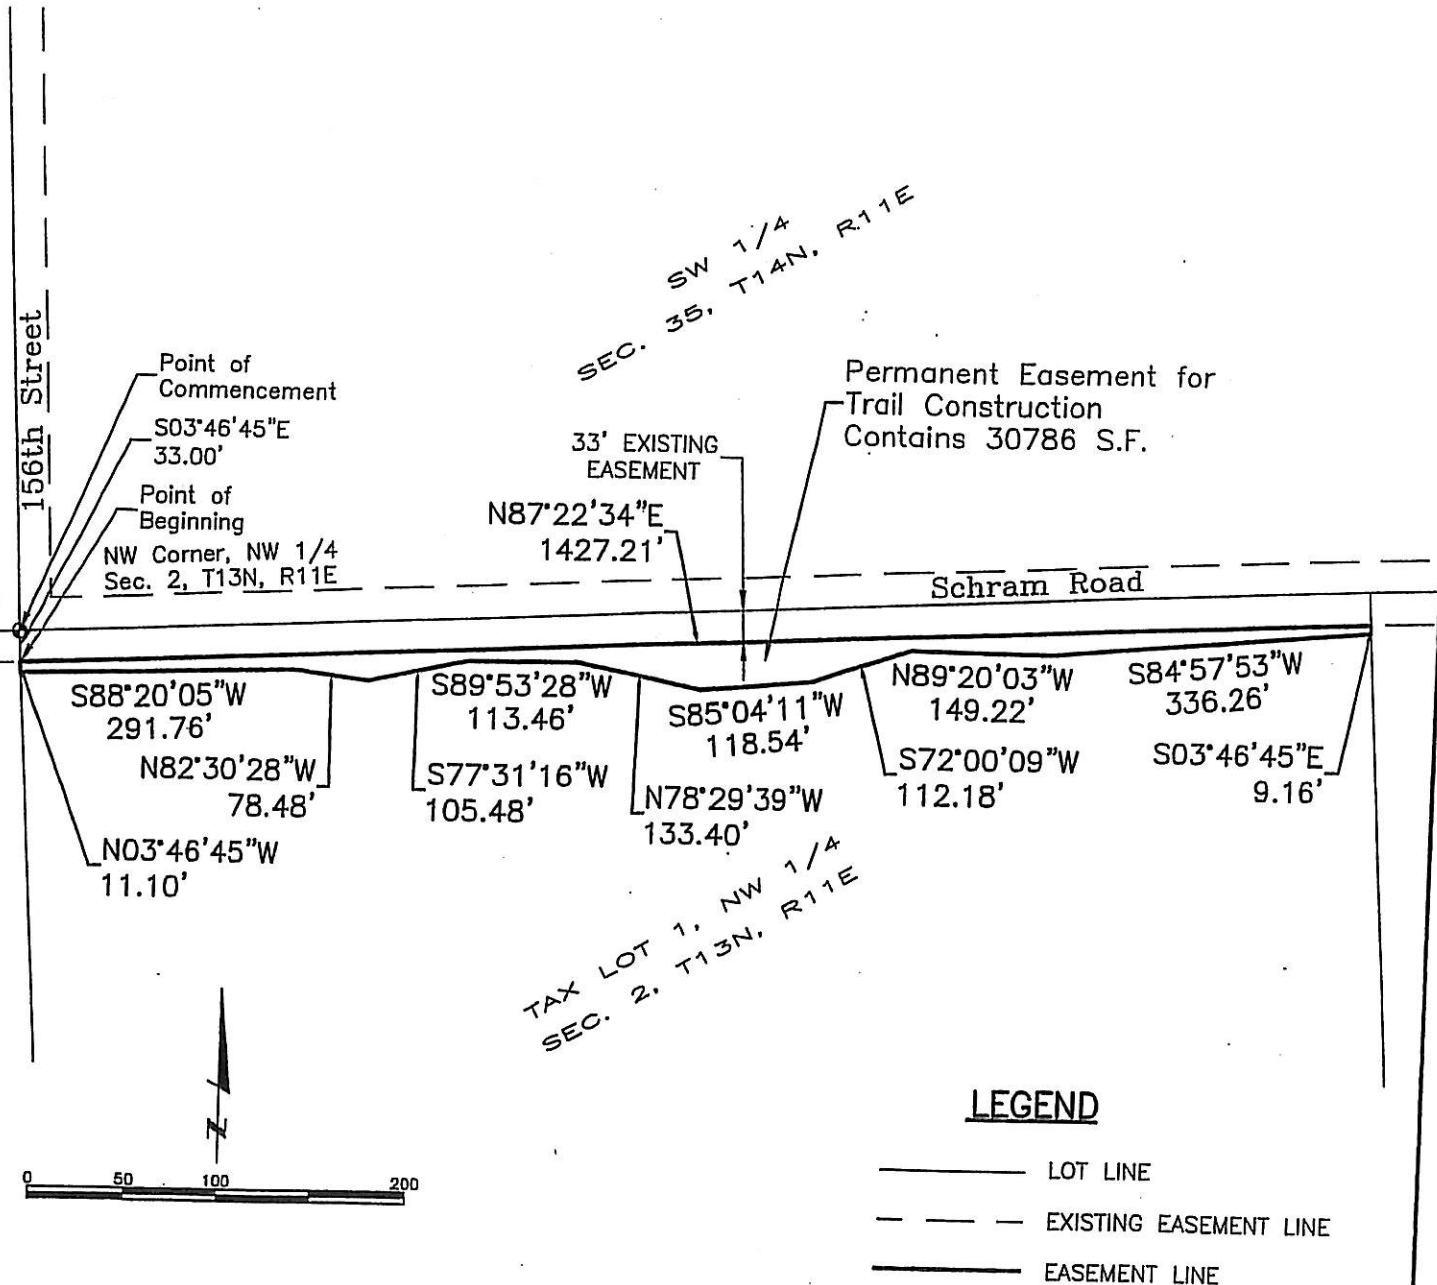 156th Street
Point of
Commencement
S03°46'45"E
33.00'
Point of
Beginning
NW Corner, NW 1/4
Sec. 2, T13N, R11E
SW 1/4
SEC. 35, T14N, R11E
33' EXISTING
EASEMENT
Permanent Easement for
Trail Construction
Contains 30786 S.F.
N87°22'34"E
1427.21'
Schram Road
S88°20'05"W
291.76'
N82°30'28"W
78.48'
N03°46'45"W
11.10'
S89°53'28"W
113.46'
S77°31'16"W
105.48'
S85°04'11"W
118.54'
N78°29'39"W
133.40'
N89°20'03"W
149.22'
S72°00'09"W
112.18'
S84°57'53"W
336.26'
S03°46'45"E
9.16'
TAX LOT 1, NW 1/4
SEC. 2, T13N, R11E
N
0 50 100 200
LEGEND
LOT LINE
EXISTING EASEMENT LINE
EASEMENT LINE